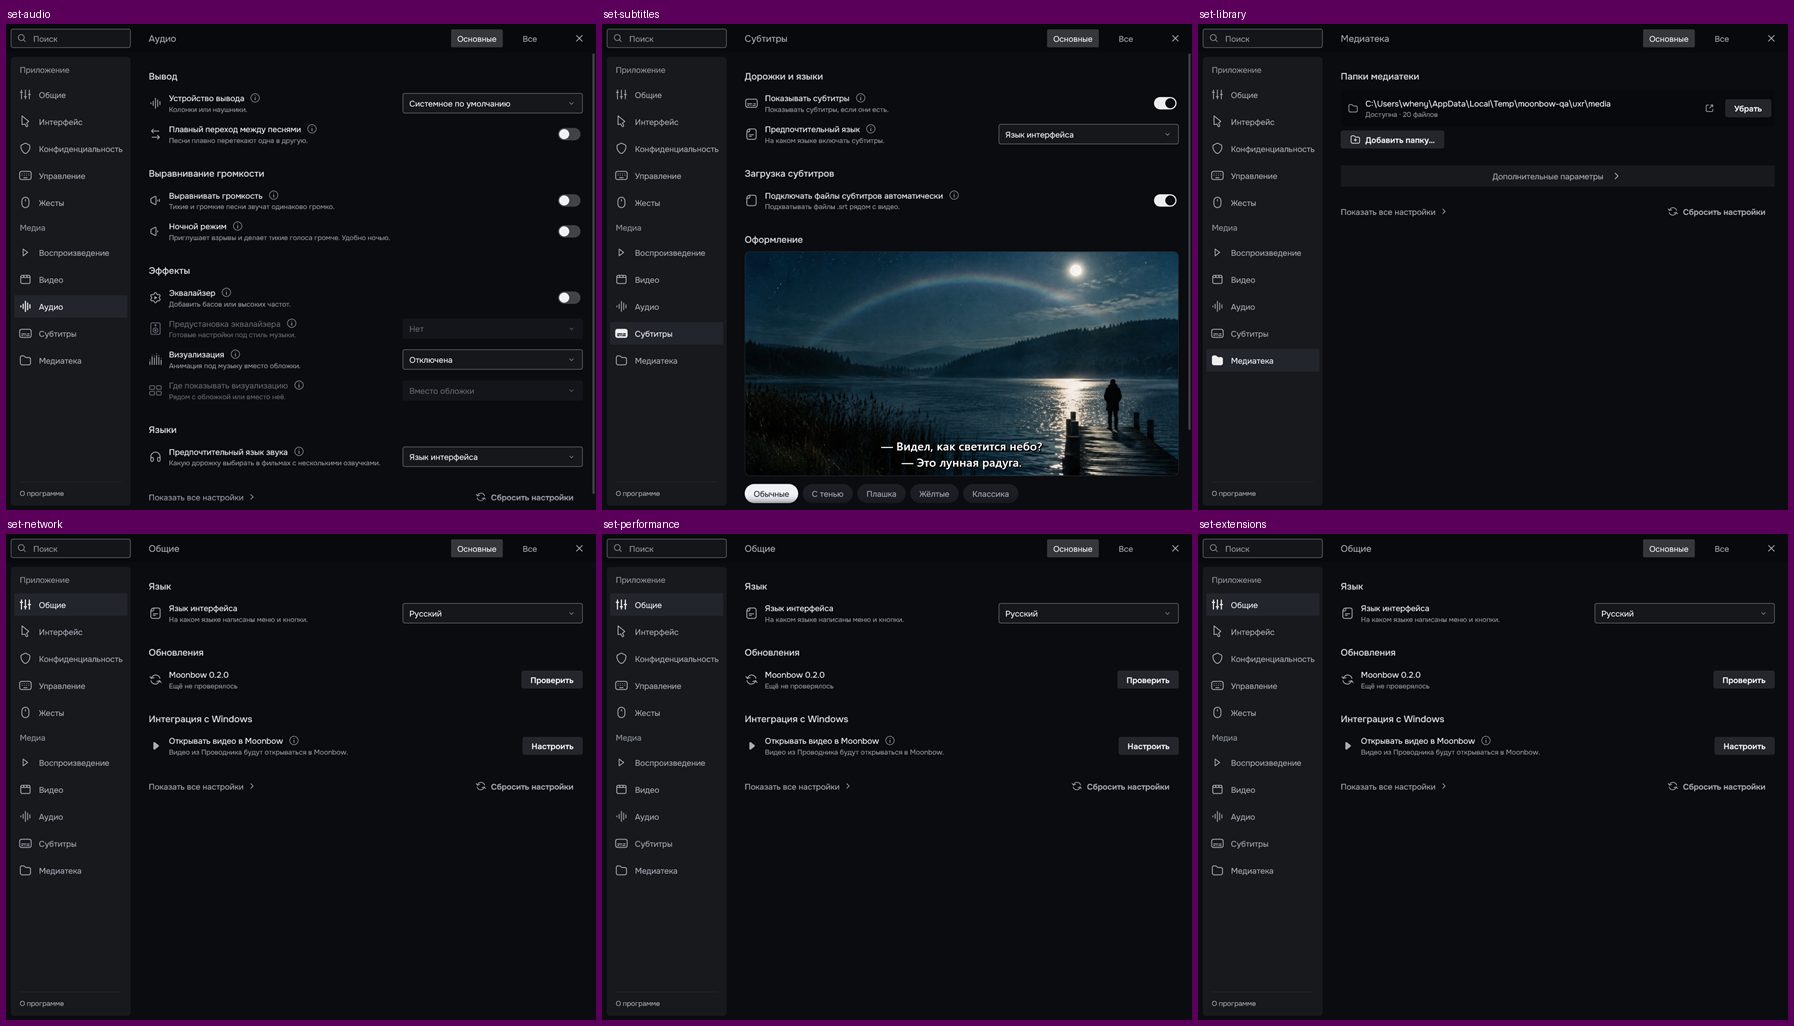 set-audio
Поиск
Аудио
Основные
Все
Приложение
Общие
Интерфейс
Конфиденциальность
Управление
Жесты
Медиа
Воспроизведение
Видео
Аудио
Субтитры
Медиатека
О программе
Вывод
Устройство вывода
Колонки или наушники.
Системное по умолчанию
Плавный переход между песнями
Песни плавно перетекают одна в другую.
Выравнивание громкости
Выравнивать громкость
Тихие и громкие песни звучат одинаково громко.
Ночной режим
Приглушает взрывы и делает тихие голоса громче. Удобно ночью.
Эффекты
Эквалайзер
Добавить басов или высоких частот.
Предустановка эквалайзера
Готовые настройки под стиль музыки.
Нет
Визуализация
Анимация под музыку вместо обложки.
Отключена
Где показывать визуализацию
Рядом с обложкой или вместо неё.
Вместо обложки
Языки
Предпочтительный язык звука
Какую дорожку выбирать в фильмах с несколькими озвучками.
Язык интерфейса
Показать все настройки
Сбросить настройки
set-subtitles
Поиск
Субтитры
Основные
Все
Приложение
Общие
Интерфейс
Конфиденциальность
Управление
Жесты
Медиа
Воспроизведение
Видео
Аудио
Субтитры
Медиатека
О программе
Дорожки и языки
Показывать субтитры
Показывать субтитры, если они есть.
Предпочтительный язык
На каком языке включать субтитры.
Язык интерфейса
Загрузка субтитров
Подключать файлы субтитров автоматически
Подхватывать файлы .srt рядом с видео.
Оформление
— Видел, как светится небо?
— Это лунная радуга.
Обычные
С тенью
Плашка
Жёлтые
Классика
set-library
Поиск
Медиатека
Основные
Все
Приложение
Общие
Интерфейс
Конфиденциальность
Управление
Жесты
Медиа
Воспроизведение
Видео
Аудио
Субтитры
Медиатека
О программе
Папки медиатеки
C:\Users\wheny\AppData\Local\Temp\moonbow-qa\uxr\media
Доступна · 20 файлов
Убрать
Добавить папку...
Дополнительные параметры
Показать все настройки
Сбросить настройки
set-network
Поиск
Общие
Основные
Все
Приложение
Общие
Интерфейс
Конфиденциальность
Управление
Жесты
Медиа
Воспроизведение
Видео
Аудио
Субтитры
Медиатека
О программе
Язык
Язык интерфейса
На каком языке написаны меню и кнопки.
Русский
Обновления
Moonbow 0.2.0
Ещё не проверялось
Проверить
Интеграция с Windows
Открывать видео в Moonbow
Видео из Проводника будут открываться в Moonbow.
Настроить
Показать все настройки
Сбросить настройки
set-performance
Поиск
Общие
Основные
Все
Приложение
Общие
Интерфейс
Конфиденциальность
Управление
Жесты
Медиа
Воспроизведение
Видео
Аудио
Субтитры
Медиатека
О программе
Язык
Язык интерфейса
На каком языке написаны меню и кнопки.
Русский
Обновления
Moonbow 0.2.0
Ещё не проверялось
Проверить
Интеграция с Windows
Открывать видео в Moonbow
Видео из Проводника будут открываться в Moonbow.
Настроить
Показать все настройки
Сбросить настройки
set-extensions
Поиск
Общие
Основные
Все
Приложение
Общие
Интерфейс
Конфиденциальность
Управление
Жесты
Медиа
Воспроизведение
Видео
Аудио
Субтитры
Медиатека
О программе
Язык
Язык интерфейса
На каком языке написаны меню и кнопки.
Русский
Обновления
Moonbow 0.2.0
Ещё не проверялось
Проверить
Интеграция с Windows
Открывать видео в Moonbow
Видео из Проводника будут открываться в Moonbow.
Настроить
Показать все настройки
Сбросить настройки